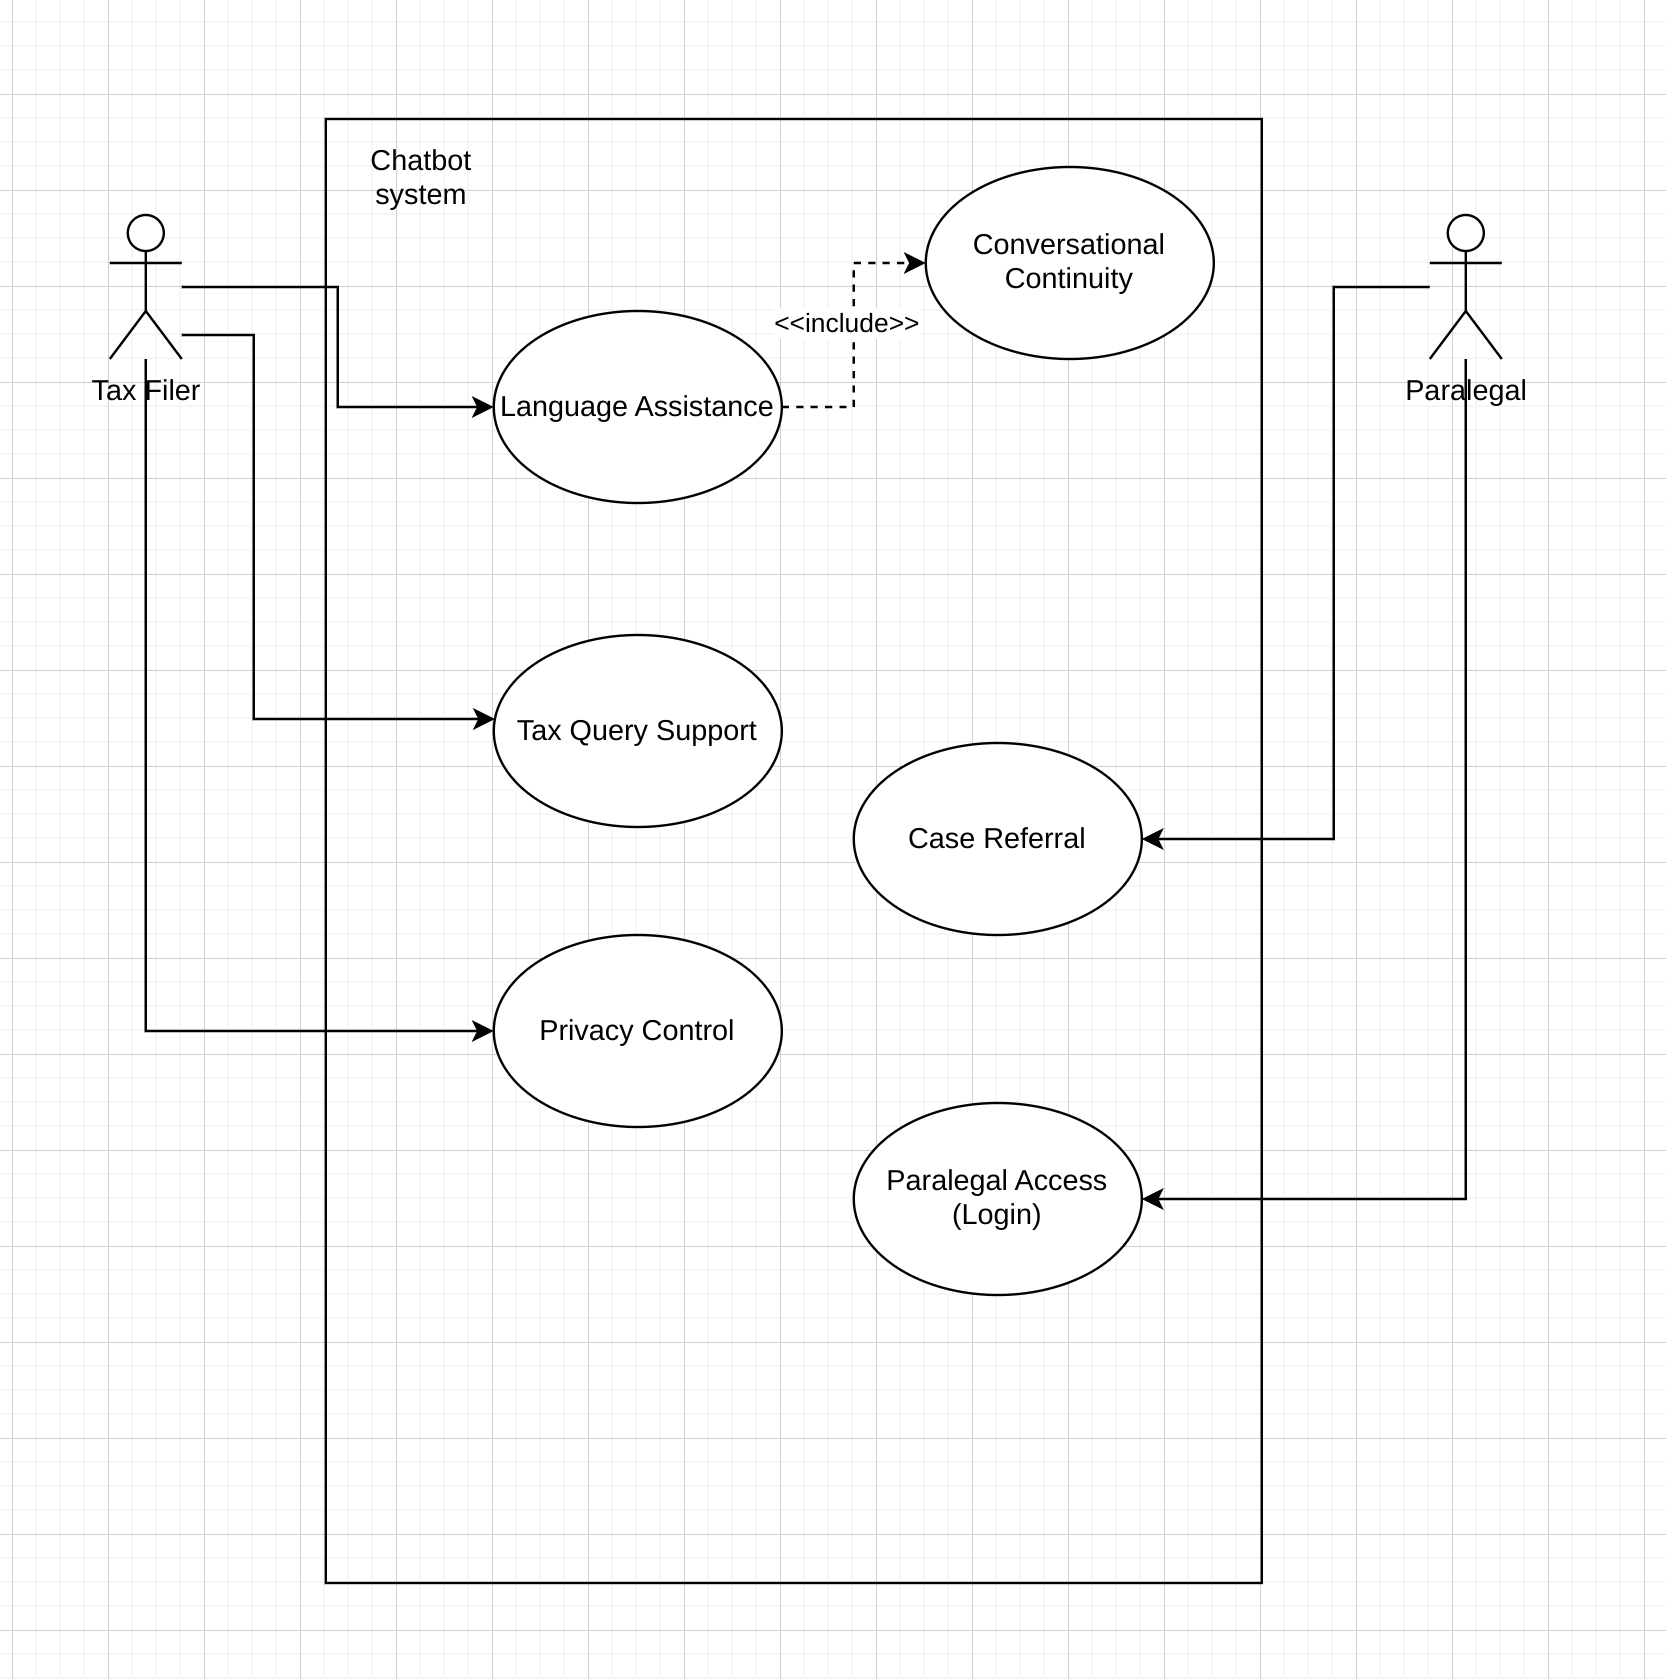 Chatbot
system
Conversational
Continuity
<<include>>
Tax Filer
Language Assistance
Paralegal
Tax Query Support
Case Referral
Privacy Control
Paralegal Access
(Login)